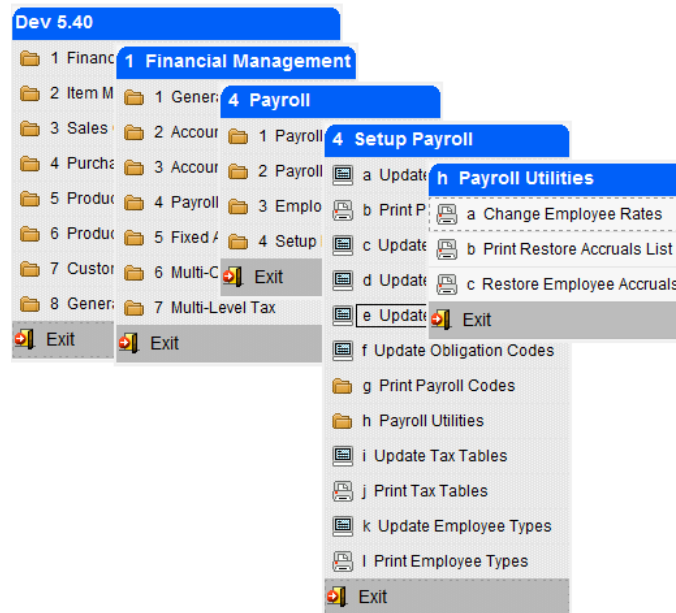 Dev 5.40
1 Financ
2 Item M
3 Sales
4 Purcha
5 Produc
6 Produc
7 Custor
8 Genera
Exit
1 Financial Management
1 Genera
2 Accour
3 Accour
4 Payroll
5 Fixed A
6 Multi-C
7 Multi-Level Tax
Exit
4 Payroll
1 Payroll
2 Payroll
3 Emplo
4 Setup
Exit
4 Setup Payroll
a Update
b Print P
c Update
d Update
e Update
f Update Obligation Codes
g Print Payroll Codes
h Payroll Utilities
i Update Tax Tables
j Print Tax Tables
k Update Employee Types
l Print Employee Types
Exit
h Payroll Utilities
a Change Employee Rates
b Print Restore Accruals List
c Restore Employee Accruals
Exit